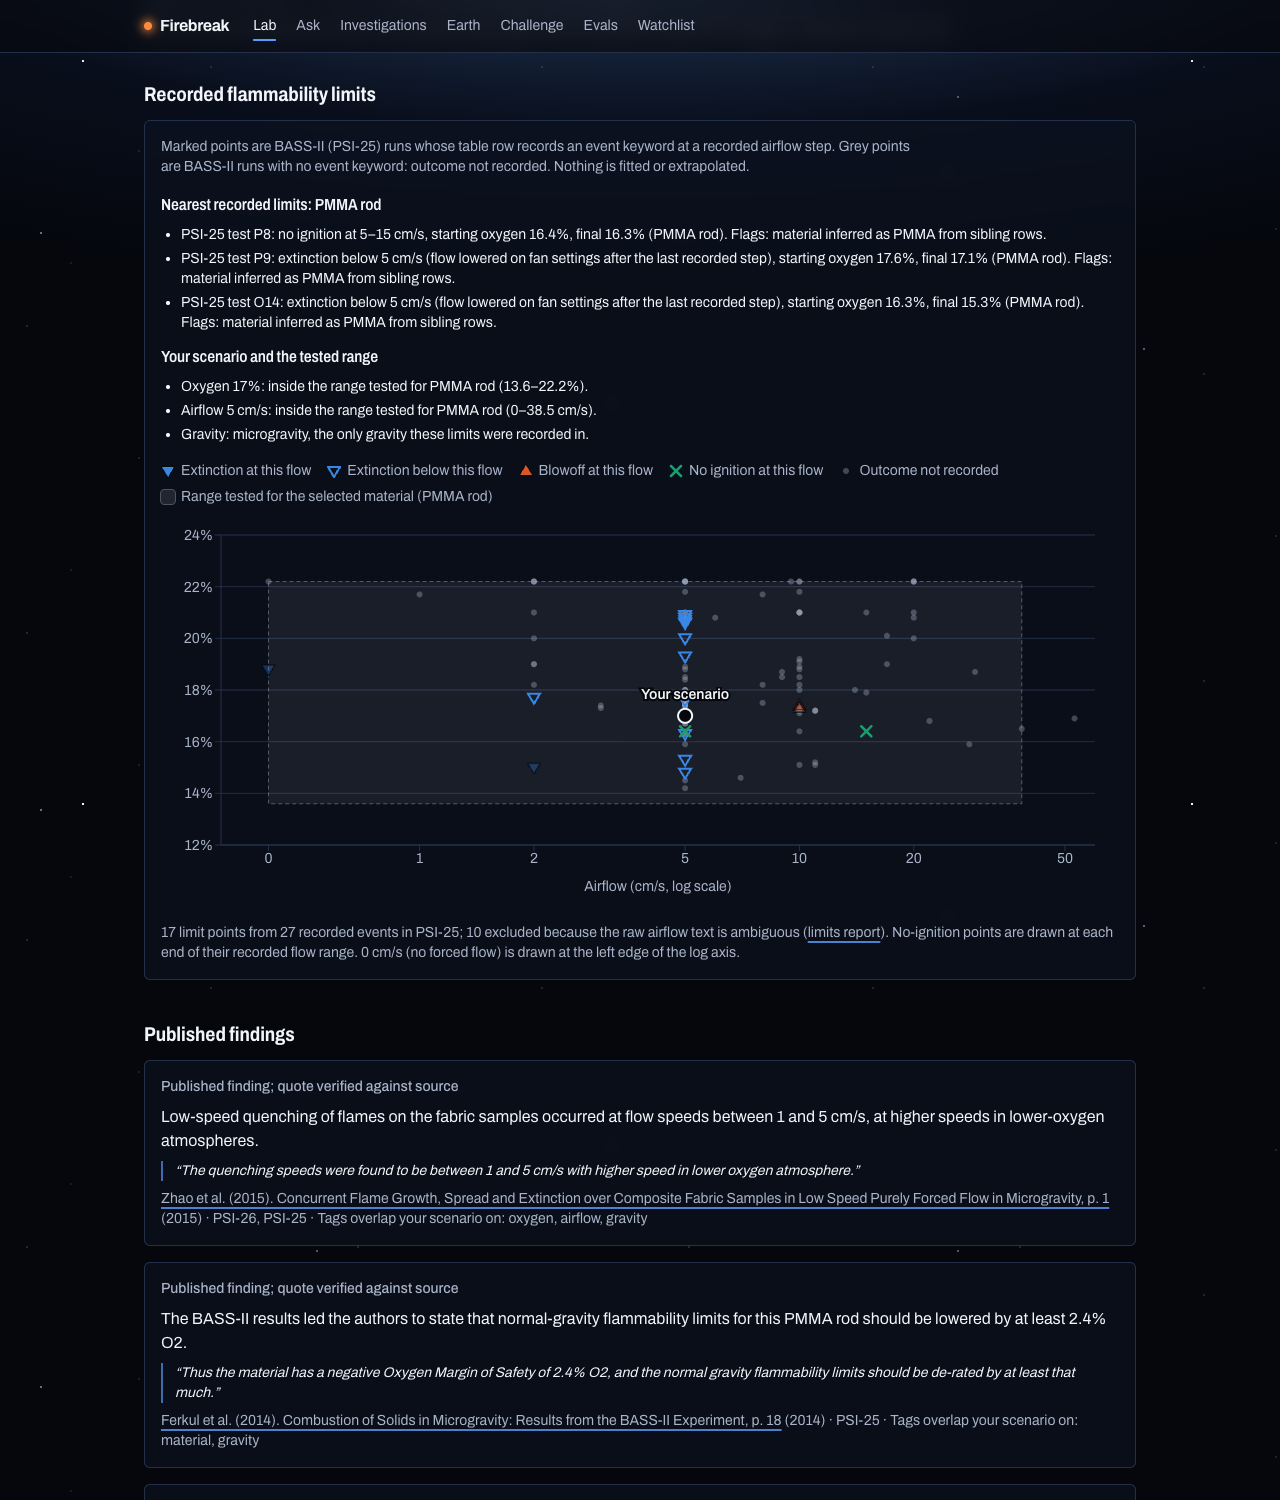 Firebreak Lab Ask Investigations Earth Challenge Evals Watchlist
Recorded flammability limits
Marked points are BASS-II (PSI-25) runs whose table row records an event keyword at a recorded airflow step. Grey points
are BASS-II runs with no event keyword: outcome not recorded. Nothing is fitted or extrapolated.
Nearest recorded limits: PMMA rod
• PSI-25 test P8: no ignition at 5–15 cm/s, starting oxygen 16.4%, final 16.3% (PMMA rod). Flags: material inferred as PMMA from sibling rows.
• PSI-25 test P9: extinction below 5 cm/s (flow lowered on fan settings after the last recorded step), starting oxygen 17.6%, final 17.1% (PMMA rod). Flags:
material inferred as PMMA from sibling rows.
• PSI-25 test O14: extinction below 5 cm/s (flow lowered on fan settings after the last recorded step), starting oxygen 16.3%, final 15.3% (PMMA rod).
Flags: material inferred as PMMA from sibling rows.
Your scenario and the tested range
• Oxygen 17%: inside the range tested for PMMA rod (13.6–22.2%).
• Airflow 5 cm/s: inside the range tested for PMMA rod (0–38.5 cm/s).
• Gravity: microgravity, the only gravity these limits were recorded in.
Extinction at this flow Extinction below this flow Blowoff at this flow No ignition at this flow Outcome not recorded
Range tested for the selected material (PMMA rod)
24%
22%
20%
18%
Your scenario
16%
14%
12%
0 1 2 5 10 20 50
Airflow (cm/s, log scale)
17 limit points from 27 recorded events in PSI-25; 10 excluded because the raw airflow text is ambiguous (limits report). No-ignition points are drawn at each
end of their recorded flow range. 0 cm/s (no forced flow) is drawn at the left edge of the log axis.
Published findings
Published finding; quote verified against source
Low-speed quenching of flames on the fabric samples occurred at flow speeds between 1 and 5 cm/s, at higher speeds in lower-oxygen
atmospheres.
“The quenching speeds were found to be between 1 and 5 cm/s with higher speed in lower oxygen atmosphere.”
Zhao et al. (2015). Concurrent Flame Growth, Spread and Extinction over Composite Fabric Samples in Low Speed Purely Forced Flow in Microgravity, p. 1
(2015) · PSI-26, PSI-25 · Tags overlap your scenario on: oxygen, airflow, gravity
Published finding; quote verified against source
The BASS-II results led the authors to state that normal-gravity flammability limits for this PMMA rod should be lowered by at least 2.4%
O2.
“Thus the material has a negative Oxygen Margin of Safety of 2.4% O2, and the normal gravity flammability limits should be de-rated by at least that
much.”
Ferkul et al. (2014). Combustion of Solids in Microgravity: Results from the BASS-II Experiment, p. 18 (2014) · PSI-25 · Tags overlap your scenario on:
material, gravity